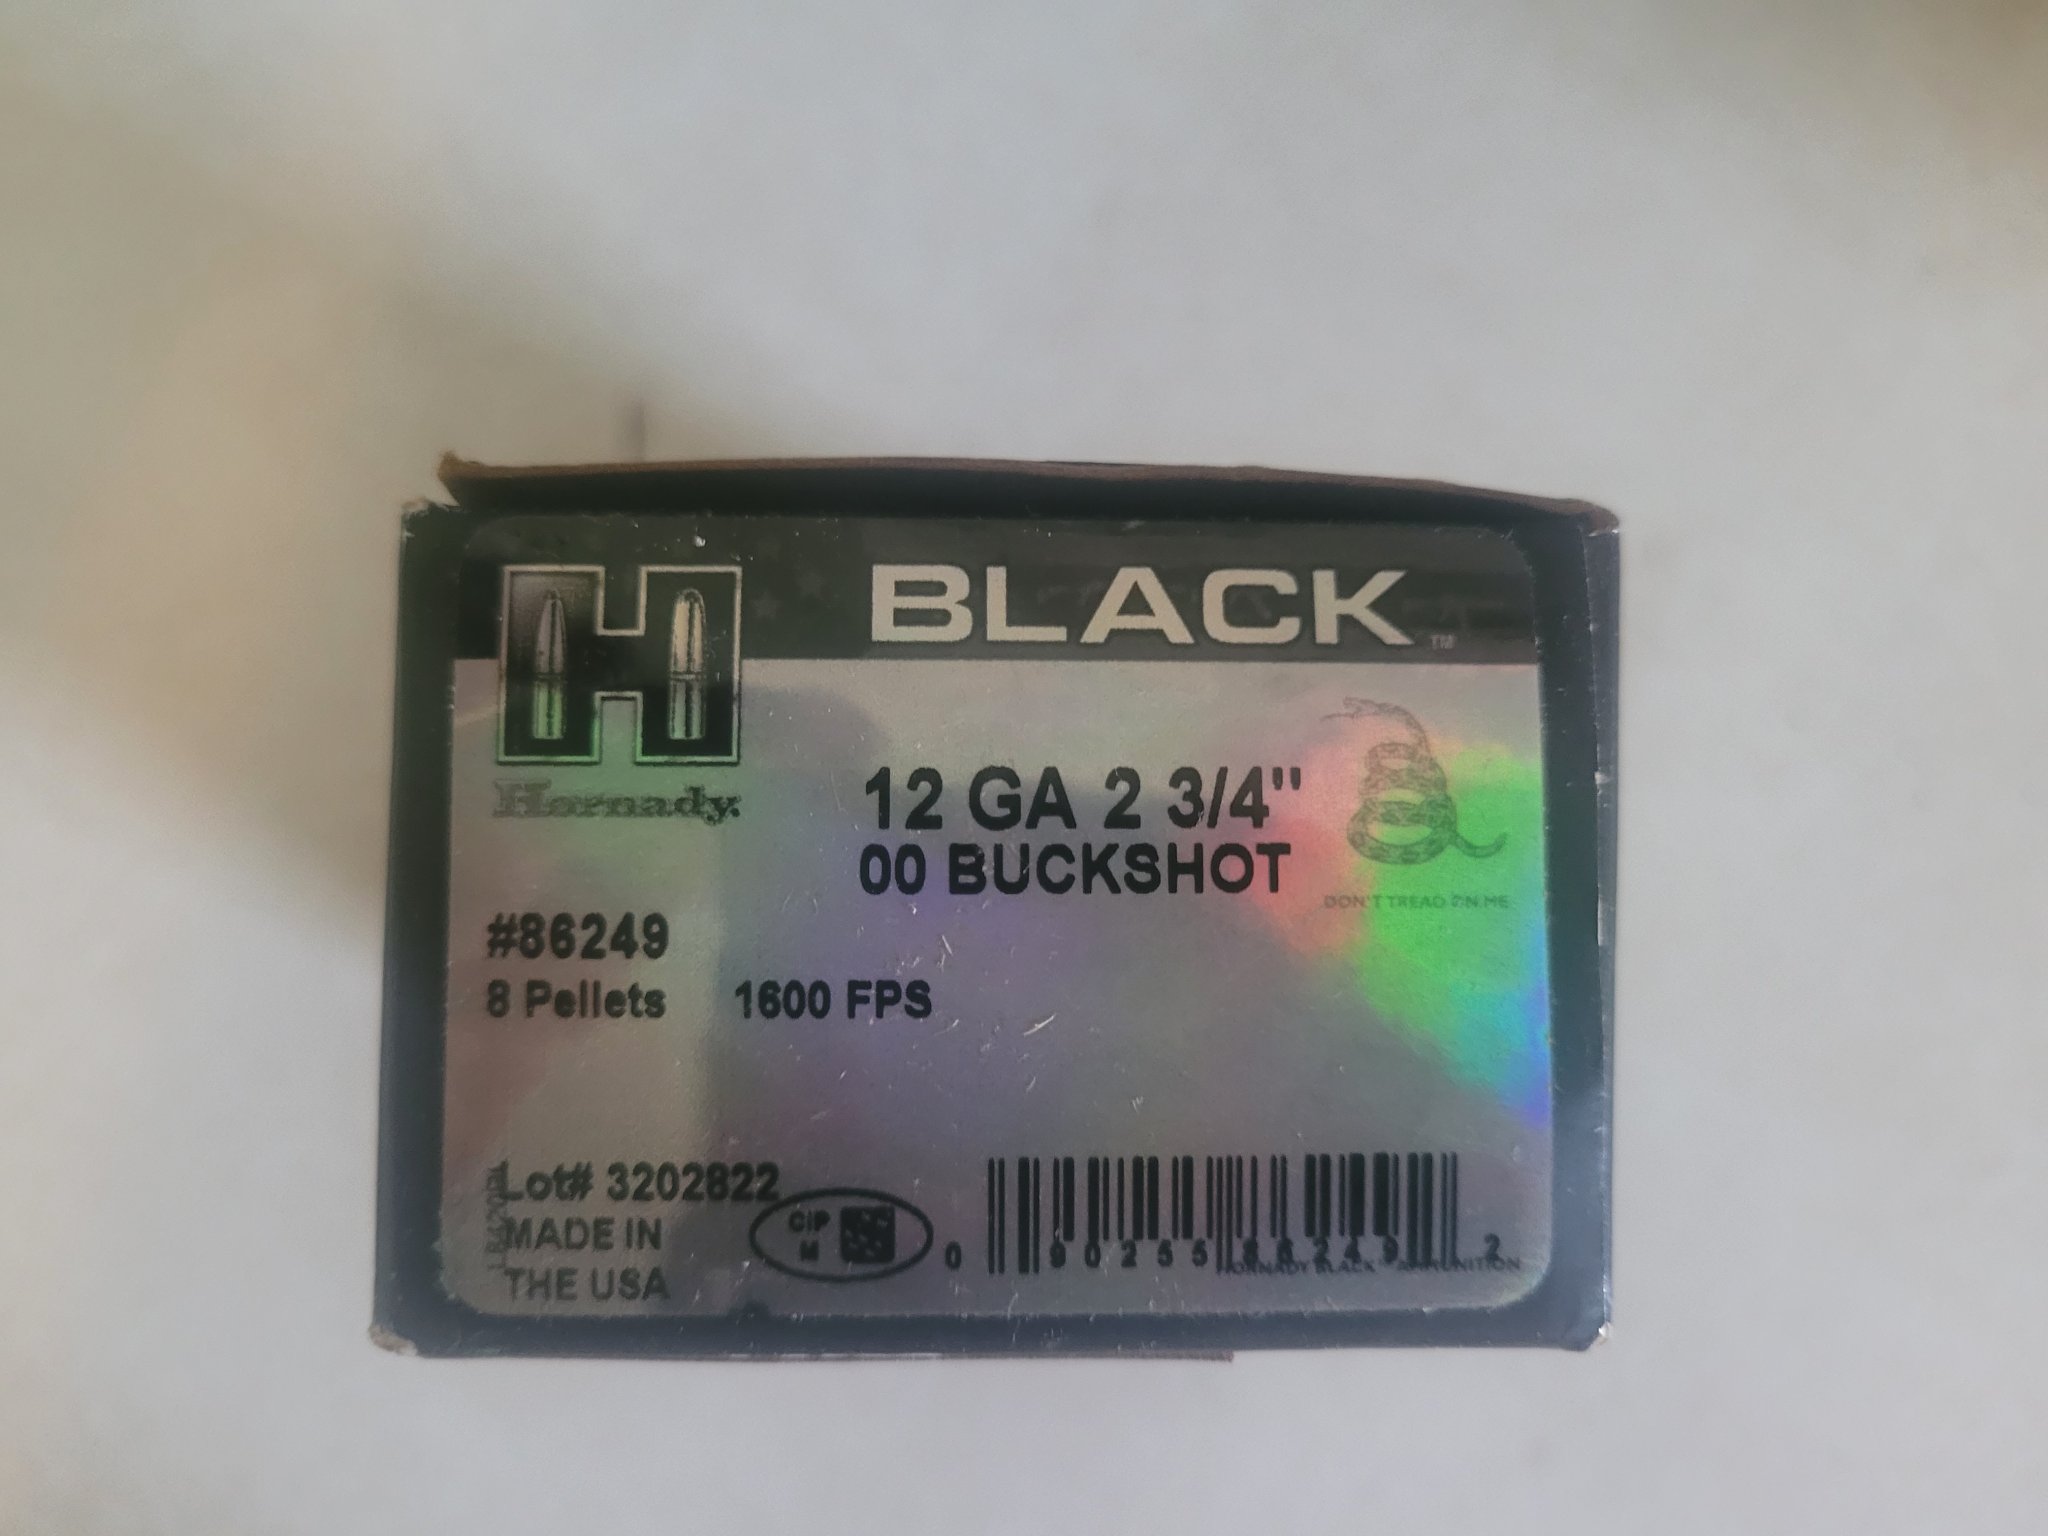 BLACK™
Hornady®
12 GA 2 3/4"
00 BUCKSHOT
DON'T TREAD ON ME
#86249
8 Pellets 1600 FPS
Lot# 3202822
MADE IN
THE USA
CIP
M
0 90255 86249 2
HORNADY BLACK AMMUNITION